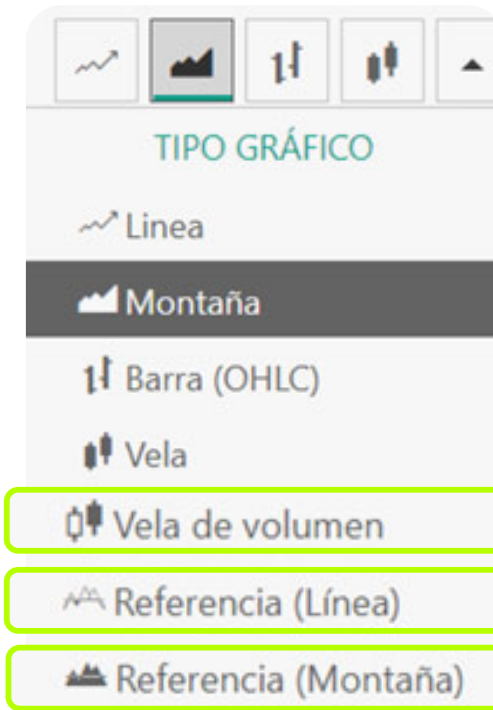 TIPO GRÁFICO
Linea
Montaña
Barra (OHLC)
Vela
Vela de volumen
Referencia (Línea)
Referencia (Montaña)